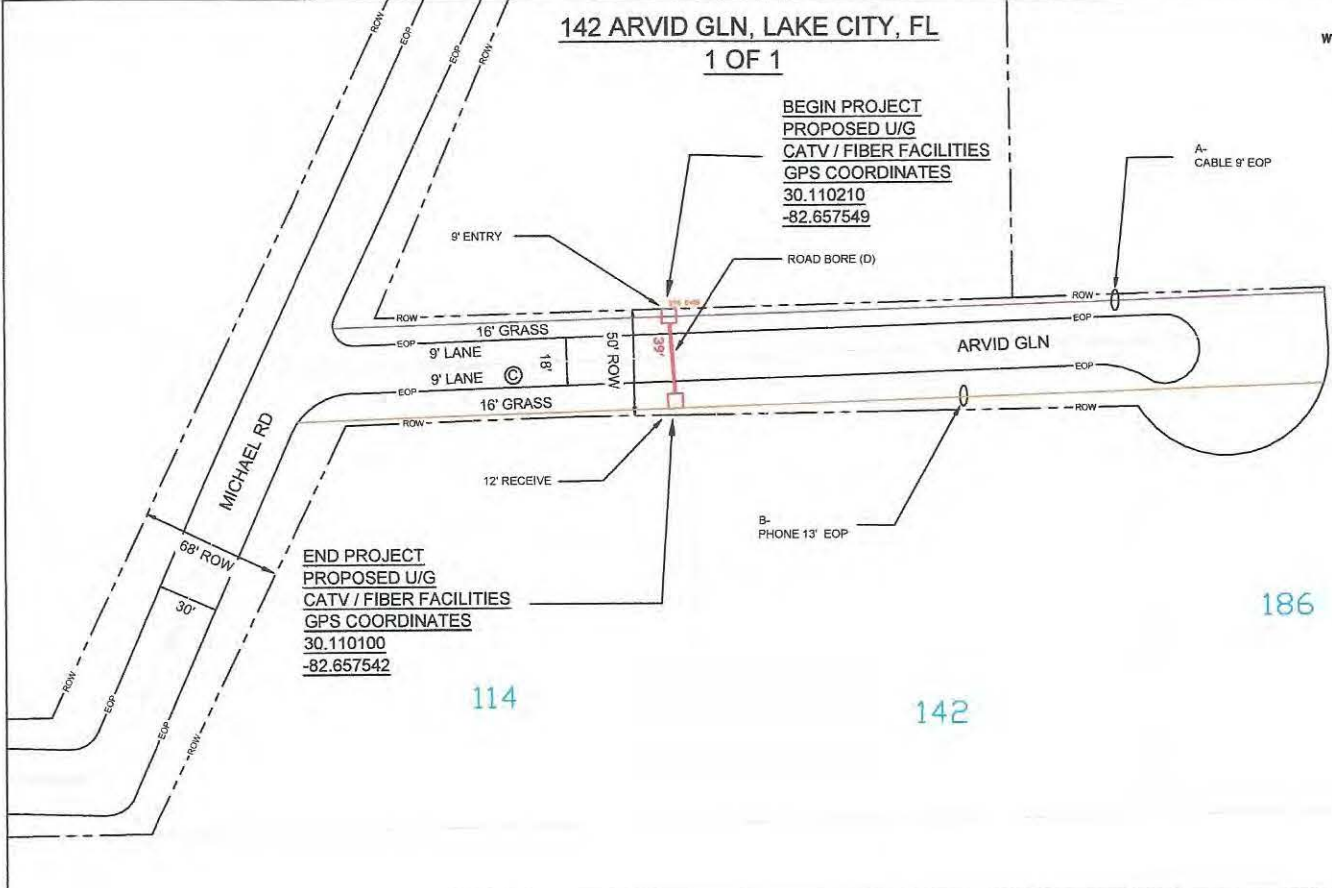 142 ARVID GLN, LAKE CITY, FL
1 OF 1
W
BEGIN PROJECT
PROPOSED U/G
CATV / FIBER FACILITIES
GPS COORDINATES
30.110210
-82.657549
A-
CABLE 9' EOP
9' ENTRY
ROAD BORE (D)
ROW
EOP
EOP
ROW
ROW
ROW
EOP
EOP
16' GRASS
9' LANE
9' LANE
©
18'
50' ROW
39'
ARVID GLN
EOP
EOP
16' GRASS
ROW
ROW
MICHAEL RD
12' RECEIVE
B-
PHONE 13' EOP
68' ROW
30'
END PROJECT
PROPOSED U/G
CATV / FIBER FACILITIES
GPS COORDINATES
30.110100
-82.657542
186
114
142
ROW
EOP
EOP
ROW